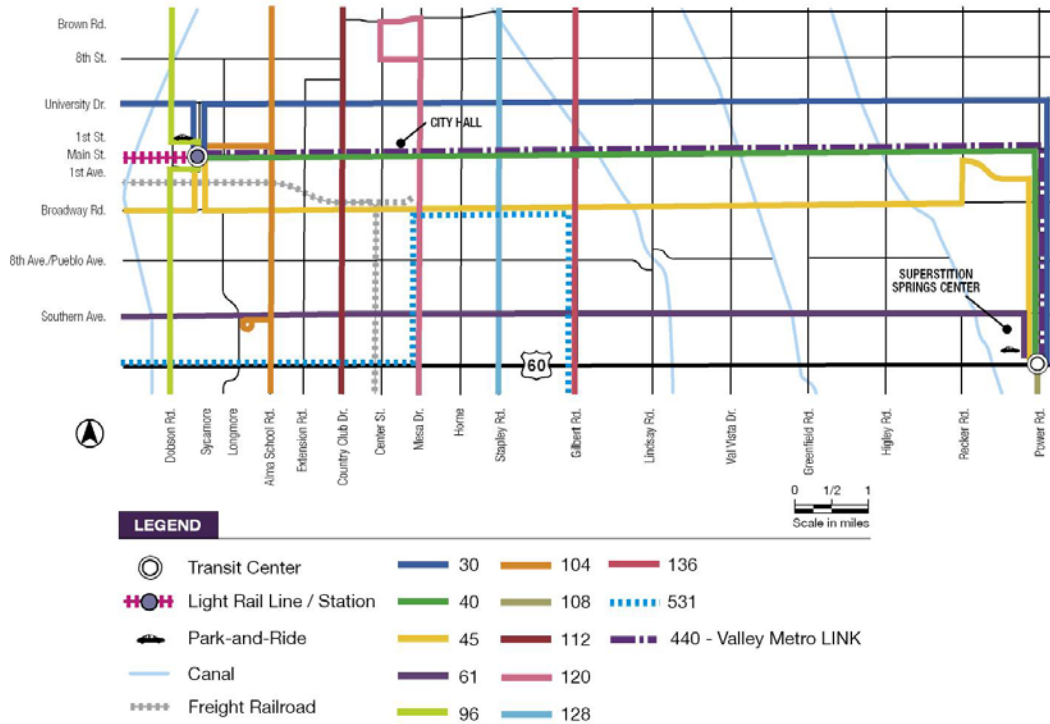 Brown Rd.
8th St.
University Dr.
CITY HALL
1st St.
Main St.
1st Ave.
Broadway Rd.
8th Ave./Pueblo Ave.
SUPERSTITION
SPRINGS CENTER
Southern Ave.
60
Dobson Rd.
Sycamore
Longmore
Alma School Rd.
Extension Rd.
Country Club Dr.
Center St.
Mesa Dr.
Horne
Stapley Rd.
Gilbert Rd.
Lindsay Rd.
Val Vista Dr.
Greenfield Rd.
Higley Rd.
Recker Rd.
Power Rd.
0 1/2 1
Scale in miles
LEGEND
Transit Center
Light Rail Line / Station
Park-and-Ride
Canal
Freight Railroad
30
40
45
61
96
104
108
112
120
128
136
531
440 - Valley Metro LINK